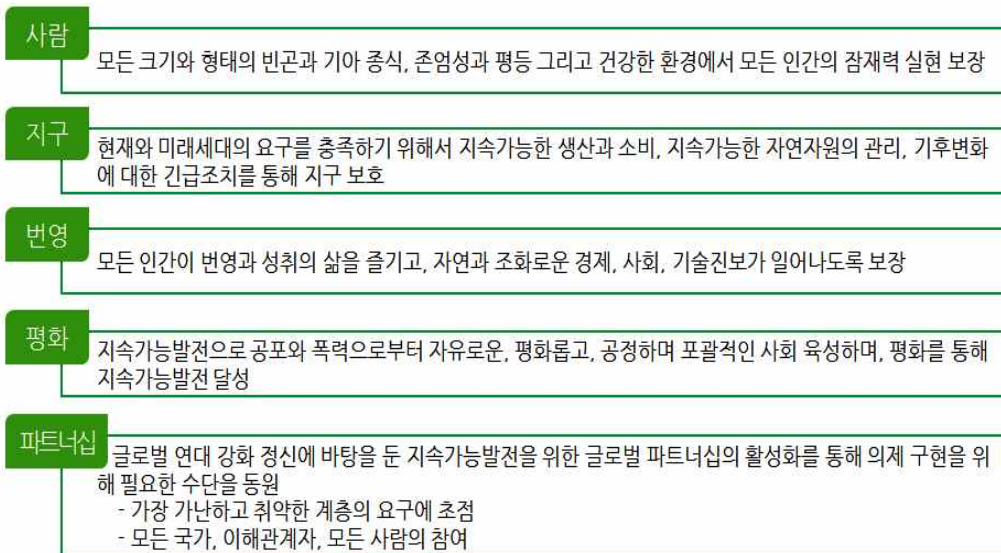 사람
모든 크기와 형태의 빈곤과 기아 종식, 존엄성과 평등 그리고 건강한 환경에서 모든 인간의 잠재력 실현 보장
지구
현재와 미래세대의 요구를 충족하기 위해서 지속가능한 생산과 소비, 지속가능한 자연자원의 관리, 기후변화
에 대한 긴급조치를 통해 지구 보호
번영
모든 인간이 번영과 성취의 삶을 즐기고, 자연과 조화로운 경제, 사회, 기술진보가 일어나도록 보장
평화
지속가능발전으로 공포와 폭력으로부터 자유로운, 평화롭고, 공정하며 포괄적인 사회 육성하며, 평화를 통해
지속가능발전 달성
파트너십
글로벌 연대 강화 정신에 바탕을 둔 지속가능발전을 위한 글로벌 파트너십의 활성화를 통해 의제 구현을 위
해 필요한 수단을 동원
- 가장 가난하고 취약한 계층의 요구에 초점
- 모든 국가, 이해관계자, 모든 사람의 참여